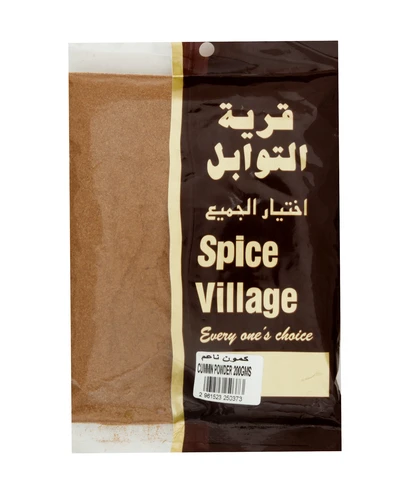 قرية
التوابل
اختيار الجميع
Spice
Village
Every one's choice
كمون ناعم
CUMMIN POWDER 200GMS
2 981523 250373